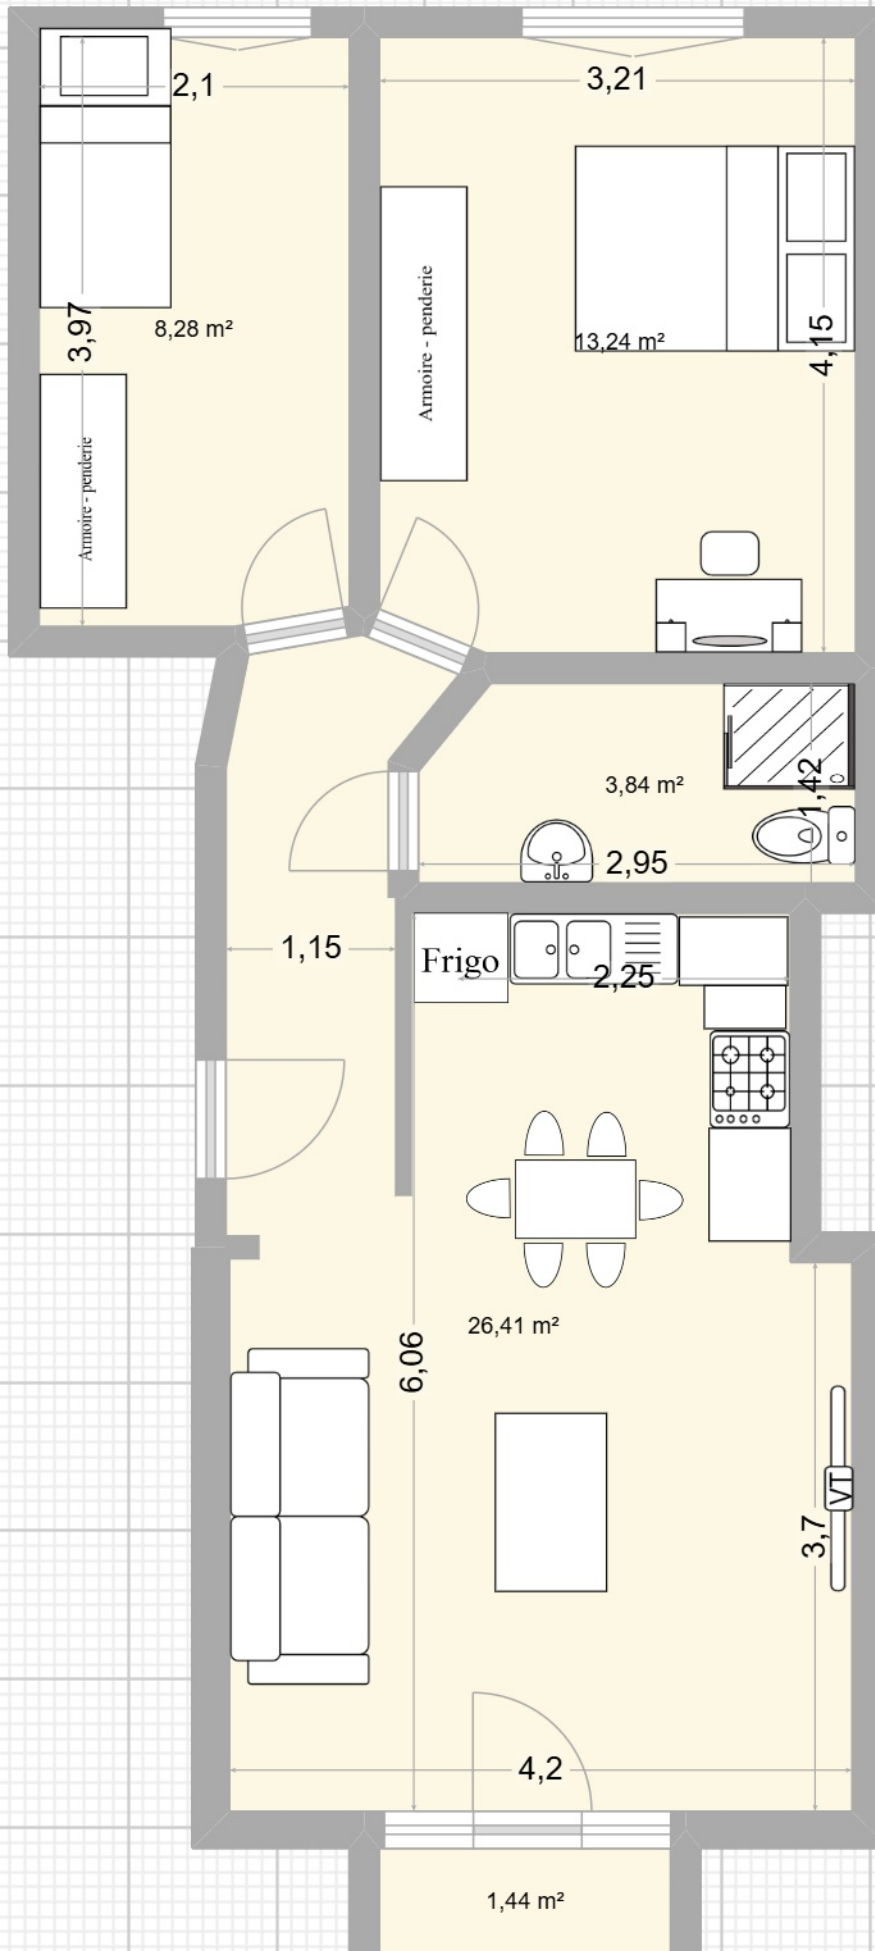 2,1
3,21
Armoire - penderie
3,97
8,28 m²
13,24 m²
4,15
Armoire - penderie
3,84 m²
1,42
2,95
1,15
Frigo
2,25
26,41 m²
6,06
VT
3,7
4,2
1,44 m²